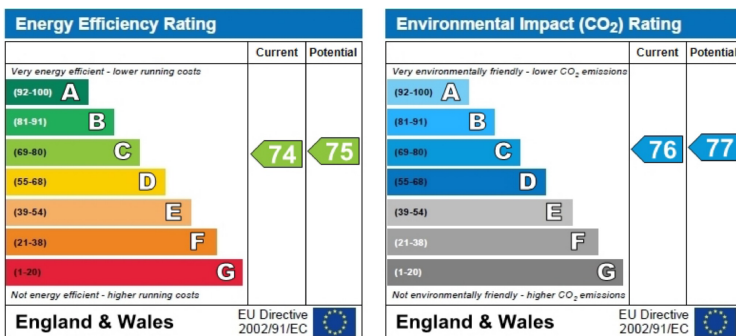 Energy Efficiency Rating
Current Potential
Very energy efficient - lower running costs
(92-100) A
(81-91) B
(69-80) C
74 75
(55-68) D
(39-54) E
(21-38) F
(1-20) G
Not energy efficient - higher running costs
England & Wales
EU Directive
2002/91/EC
Environmental Impact (CO₂) Rating
Current Potential
Very environmentally friendly - lower CO₂ emissions
(92-100) A
(81-91) B
(69-80) C
76 77
(55-68) D
(39-54) E
(21-38) F
(1-20) G
Not environmentally friendly - higher CO₂ emissions
England & Wales
EU Directive
2002/91/EC